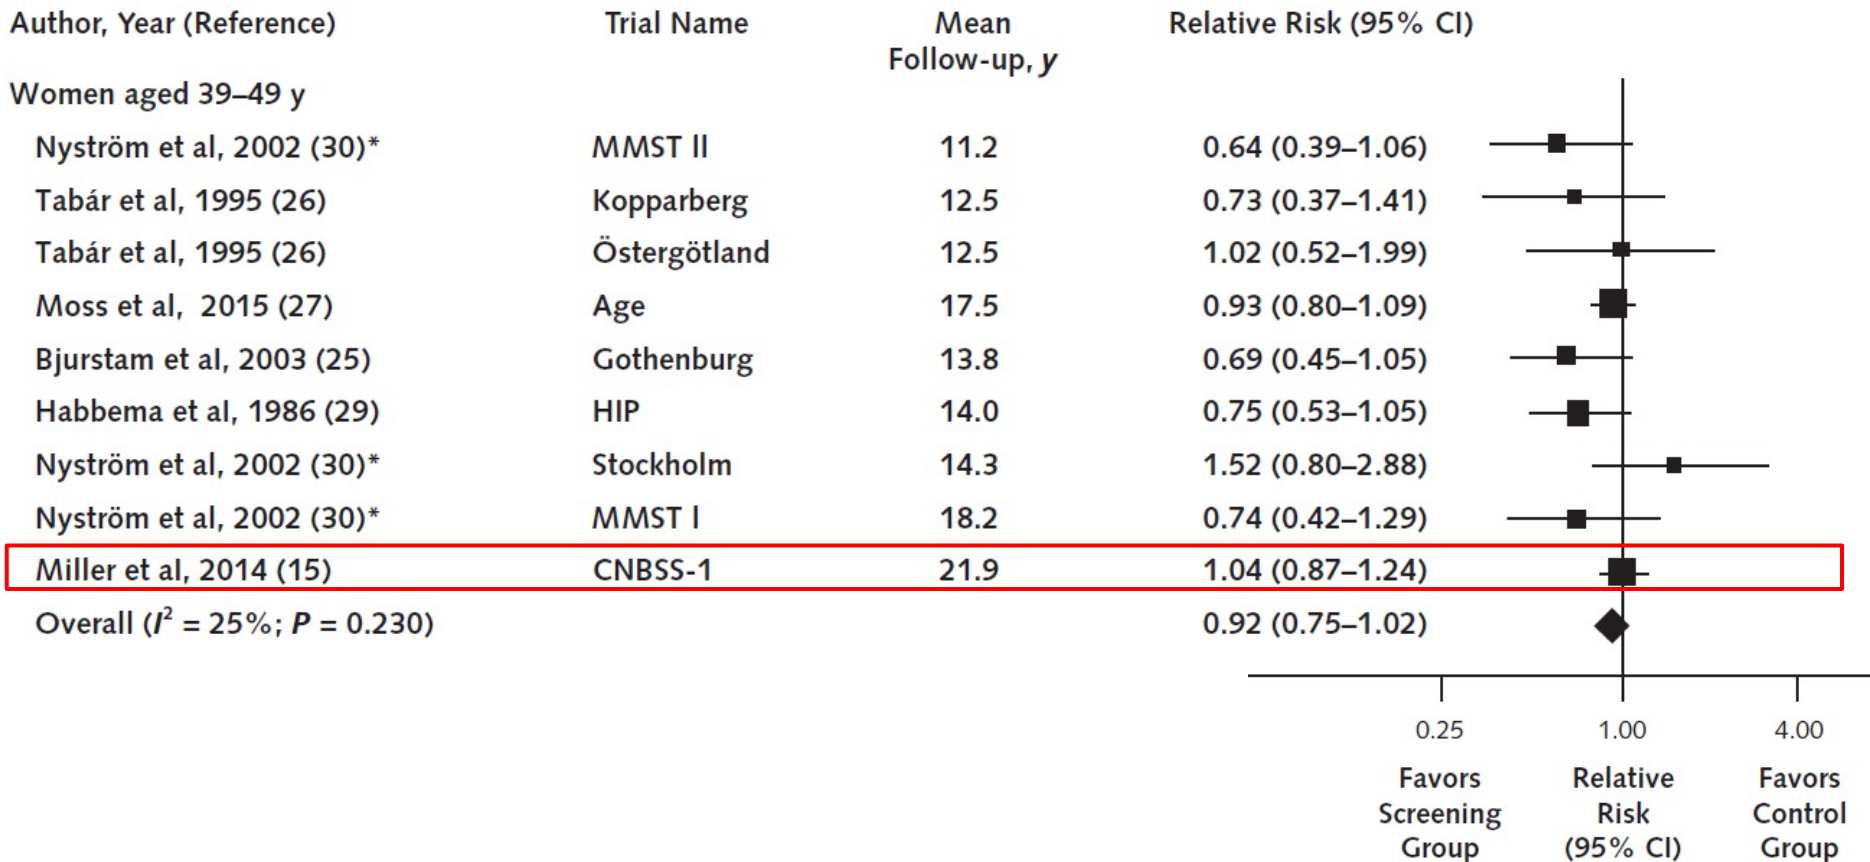 Author, Year (Reference) Trial Name Mean Follow-up, y Relative Risk (95% CI)
Women aged 39–49 y
Nyström et al, 2002 (30)* MMST II 11.2 0.64 (0.39–1.06)
Tabár et al, 1995 (26) Kopparberg 12.5 0.73 (0.37–1.41)
Tabár et al, 1995 (26) Östergötland 12.5 1.02 (0.52–1.99)
Moss et al, 2015 (27) Age 17.5 0.93 (0.80–1.09)
Bjurstam et al, 2003 (25) Gothenburg 13.8 0.69 (0.45–1.05)
Habbema et al, 1986 (29) HIP 14.0 0.75 (0.53–1.05)
Nyström et al, 2002 (30)* Stockholm 14.3 1.52 (0.80–2.88)
Nyström et al, 2002 (30)* MMST I 18.2 0.74 (0.42–1.29)
Miller et al, 2014 (15) CNBSS-1 21.9 1.04 (0.87–1.24)
Overall (I² = 25%; P = 0.230) 0.92 (0.75–1.02)
0.25 1.00 4.00
Favors Relative Favors
Screening Risk Control
Group (95% CI) Group